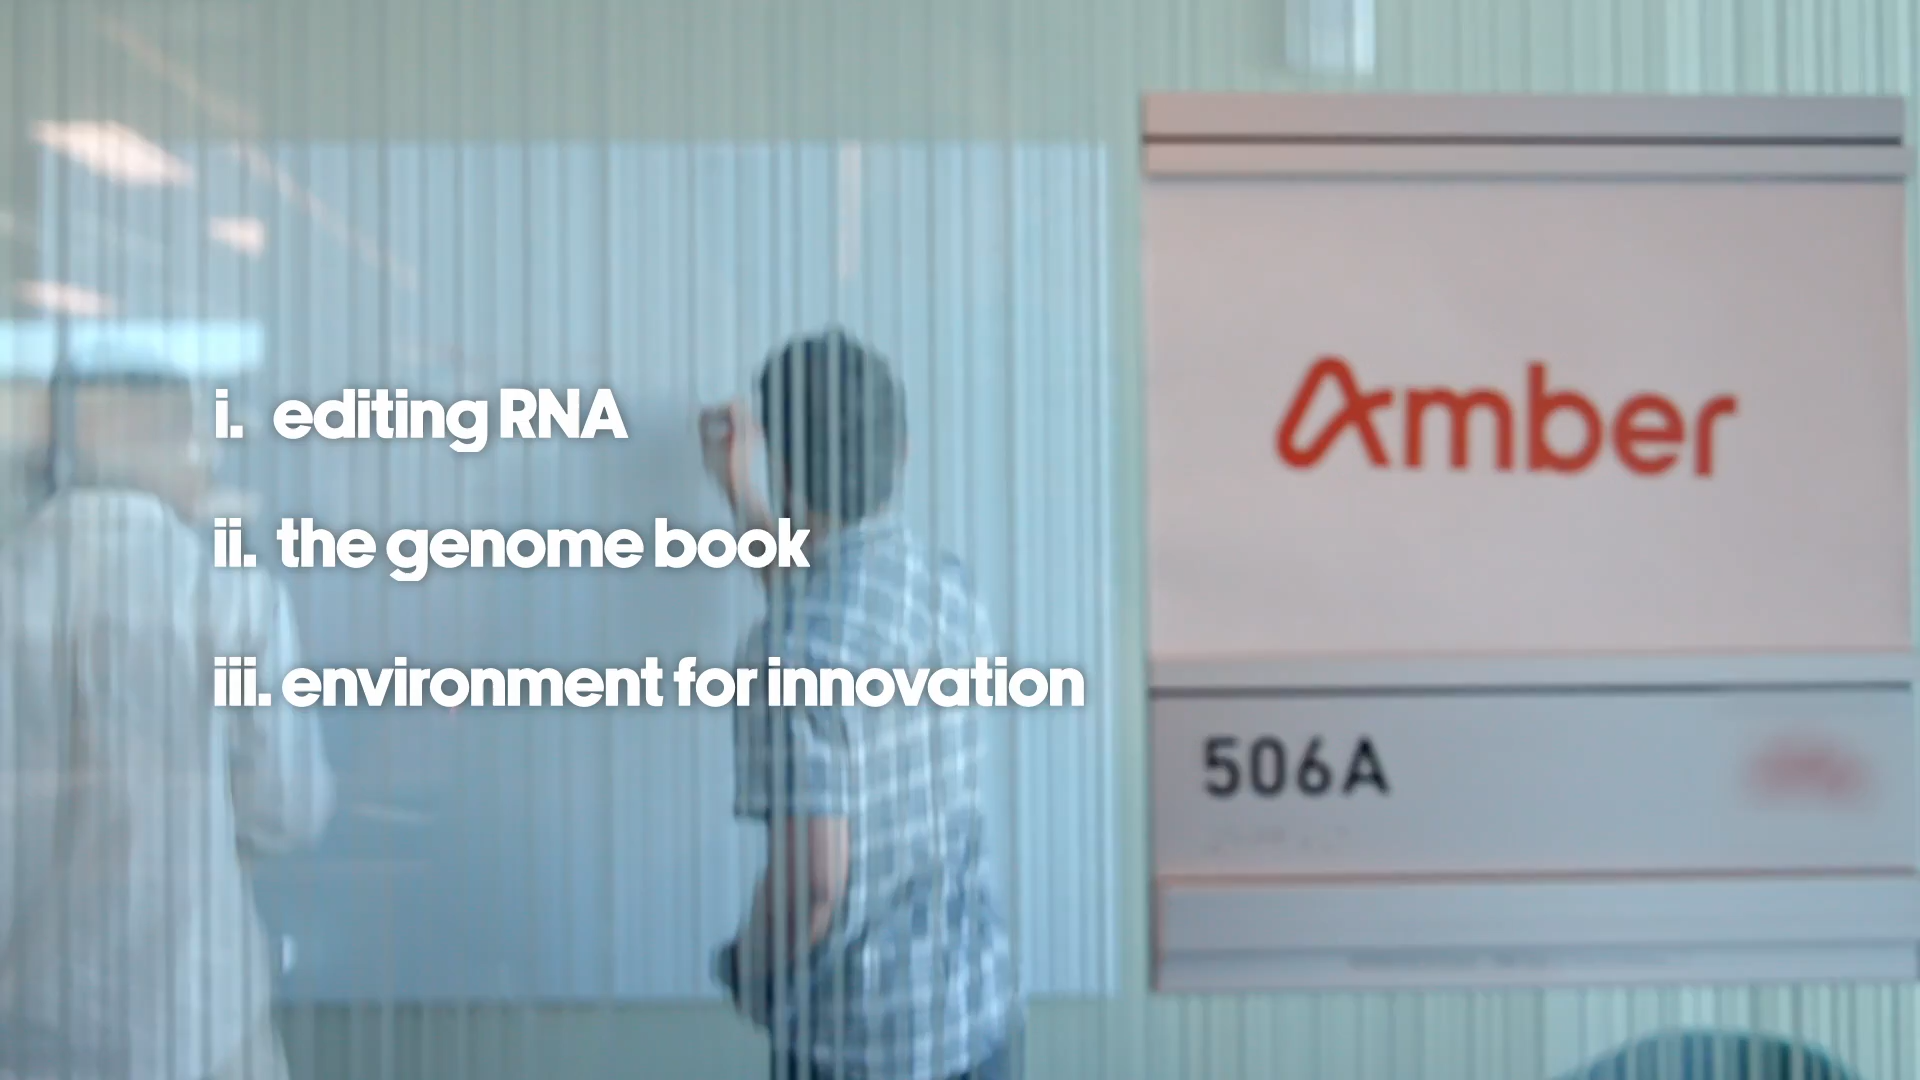 i. editing RNA
ii. the genome book
iii. environment for innovation
Amber
506A